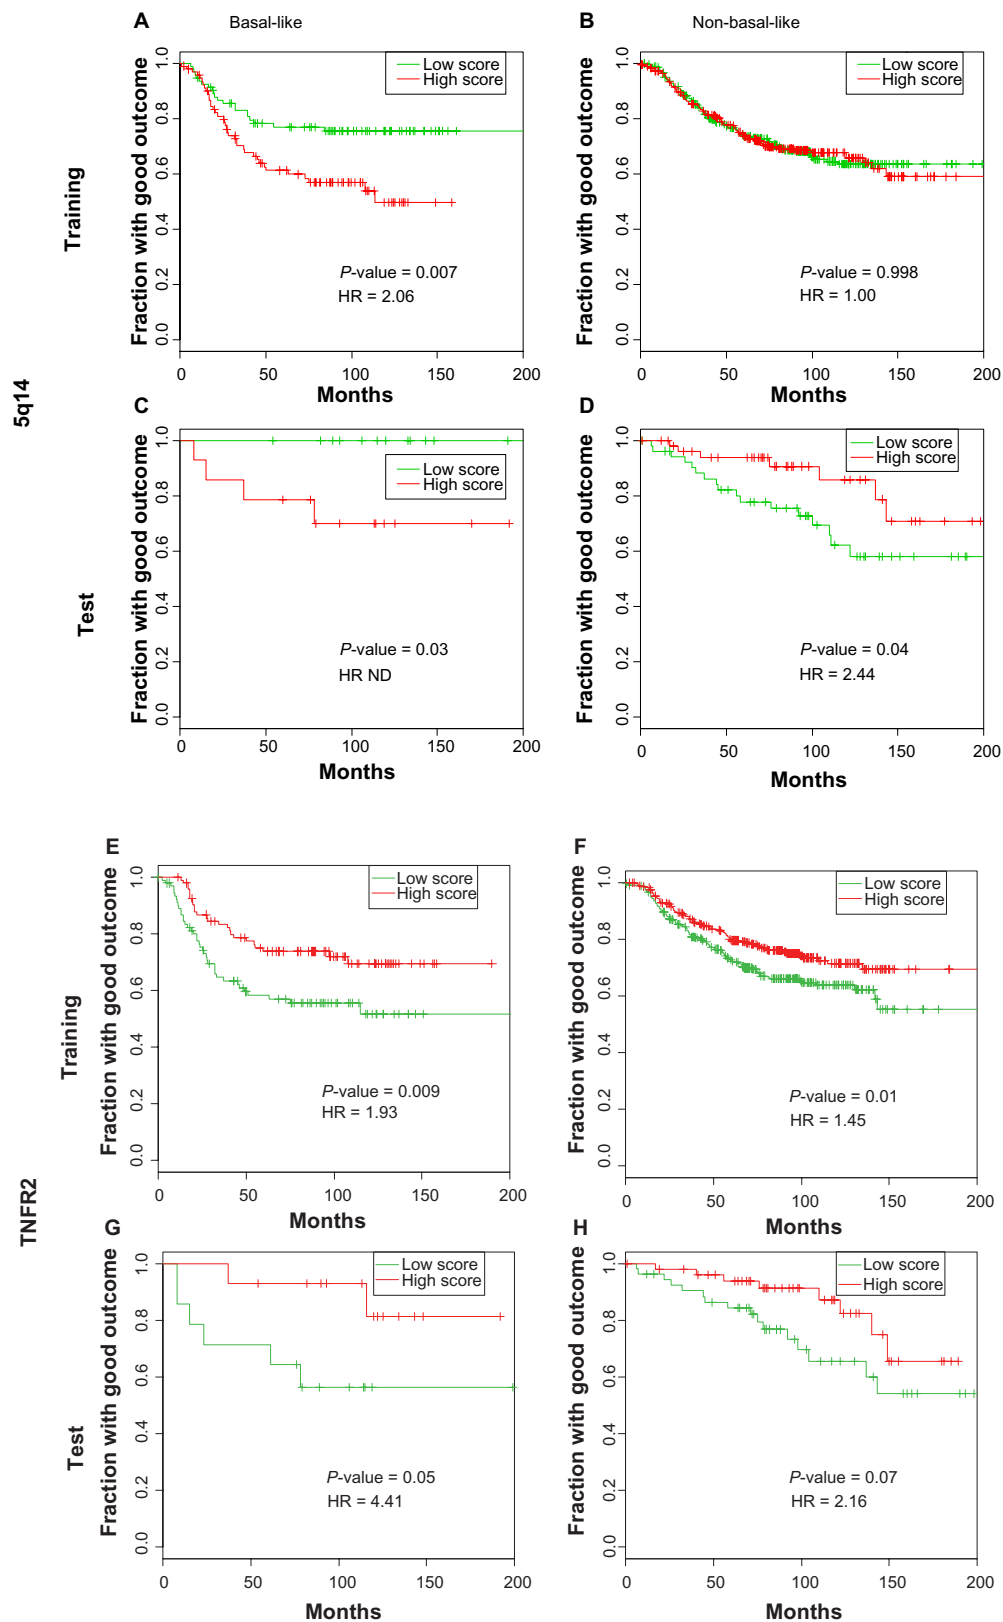 A
Basal-like
B
Non-basal-like
5q14
Training
Fraction with good outcome
1.0
0.8
0.6
0.4
0.2
0.0
Low score
High score
P-value = 0.007
HR = 2.06
0 50 100 150 200
Months
Fraction with good outcome
1.0
0.8
0.6
0.4
0.2
0.0
Low score
High score
P-value = 0.998
HR = 1.00
0 50 100 150 200
Months
Test
C
Fraction with good outcome
1.0
0.8
0.6
0.4
0.2
0.0
Low score
High score
P-value = 0.03
HR ND
0 50 100 150 200
Months
D
Fraction with good outcome
1.0
0.8
0.6
0.4
0.2
0.0
Low score
High score
P-value = 0.04
HR = 2.44
0 50 100 150 200
Months
TNFR2
Training
E
Fraction with good outcome
1.0
0.8
0.6
0.4
0.2
0.0
Low score
High score
P-value = 0.009
HR = 1.93
0 50 100 150 200
Months
F
Fraction with good outcome
1.0
0.8
0.6
0.4
0.2
0.0
Low score
High score
P-value = 0.01
HR = 1.45
0 50 100 150 200
Months
Test
G
Fraction with good outcome
1.0
0.8
0.6
0.4
0.2
0.0
Low score
High score
P-value = 0.05
HR = 4.41
0 50 100 150 200
Months
H
Fraction with good outcome
1.0
0.8
0.6
0.4
0.2
0.0
Low score
High score
P-value = 0.07
HR = 2.16
0 50 100 150 200
Months